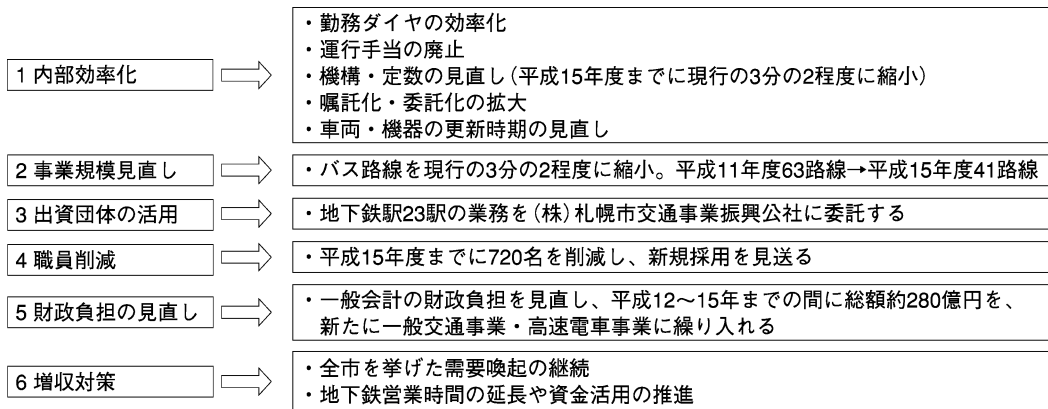 1 内部効率化
・勤務ダイヤの効率化
・運行手当の廃止
・機構・定数の見直し(平成15年度までに現行の3分の2程度に縮小)
・嘱託化・委託化の拡大
・車両・機器の更新時期の見直し
2 事業規模見直し
・バス路線を現行の3分の2程度に縮小。平成11年度63路線→平成15年度41路線
3 出資団体の活用
・地下鉄駅23駅の業務を(株)札幌市交通事業振興公社に委託する
4 職員削減
・平成15年度までに720名を削減し、新規採用を見送る
5 財政負担の見直し
・一般会計の財政負担を見直し、平成12〜15年までの間に総額約280億円を、
新たに一般交通事業・高速電車事業に繰り入れる
6 増収対策
・全市を挙げた需要喚起の継続
・地下鉄営業時間の延長や資金活用の推進